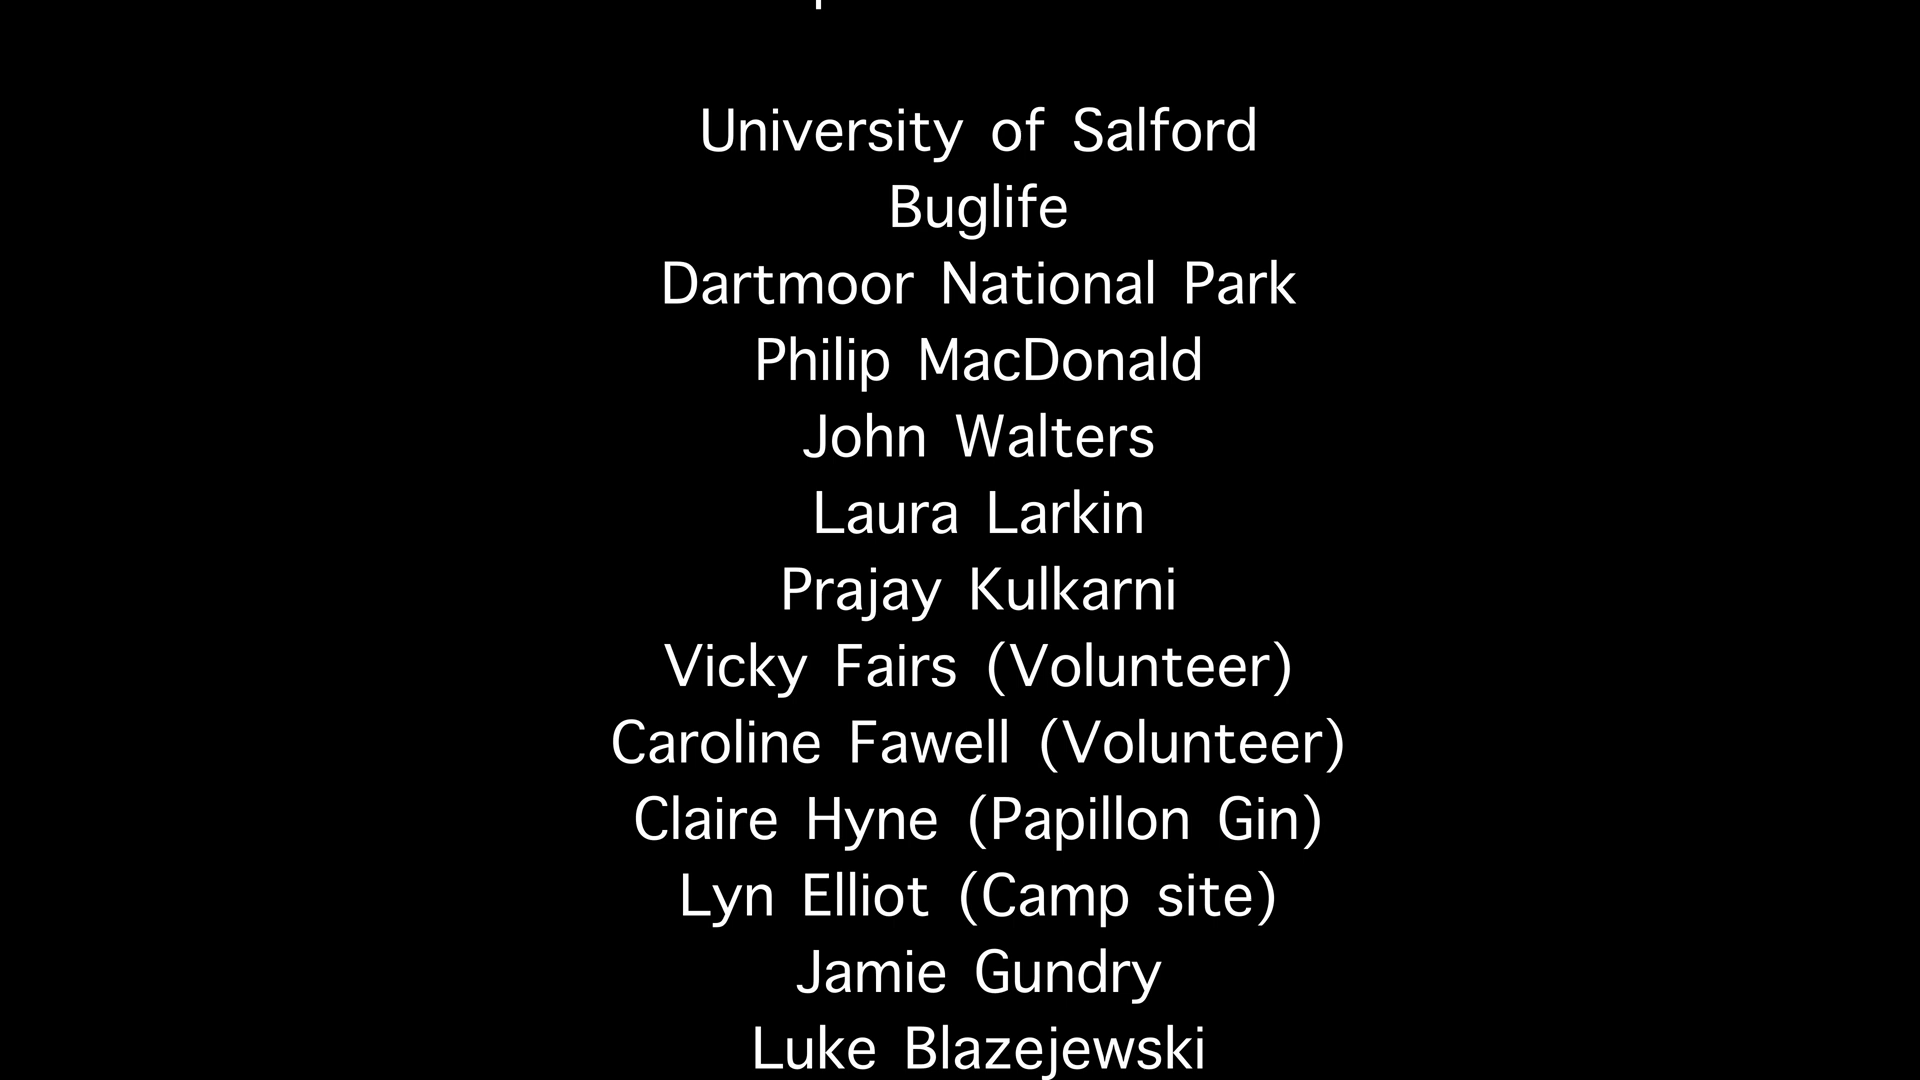 University of Salford
Buglife
Dartmoor National Park
Philip MacDonald
John Walters
Laura Larkin
Prajay Kulkarni
Vicky Fairs (Volunteer)
Caroline Fawell (Volunteer)
Claire Hyne (Papillon Gin)
Lyn Elliot (Camp site)
Jamie Gundry
Luke Blazejewski